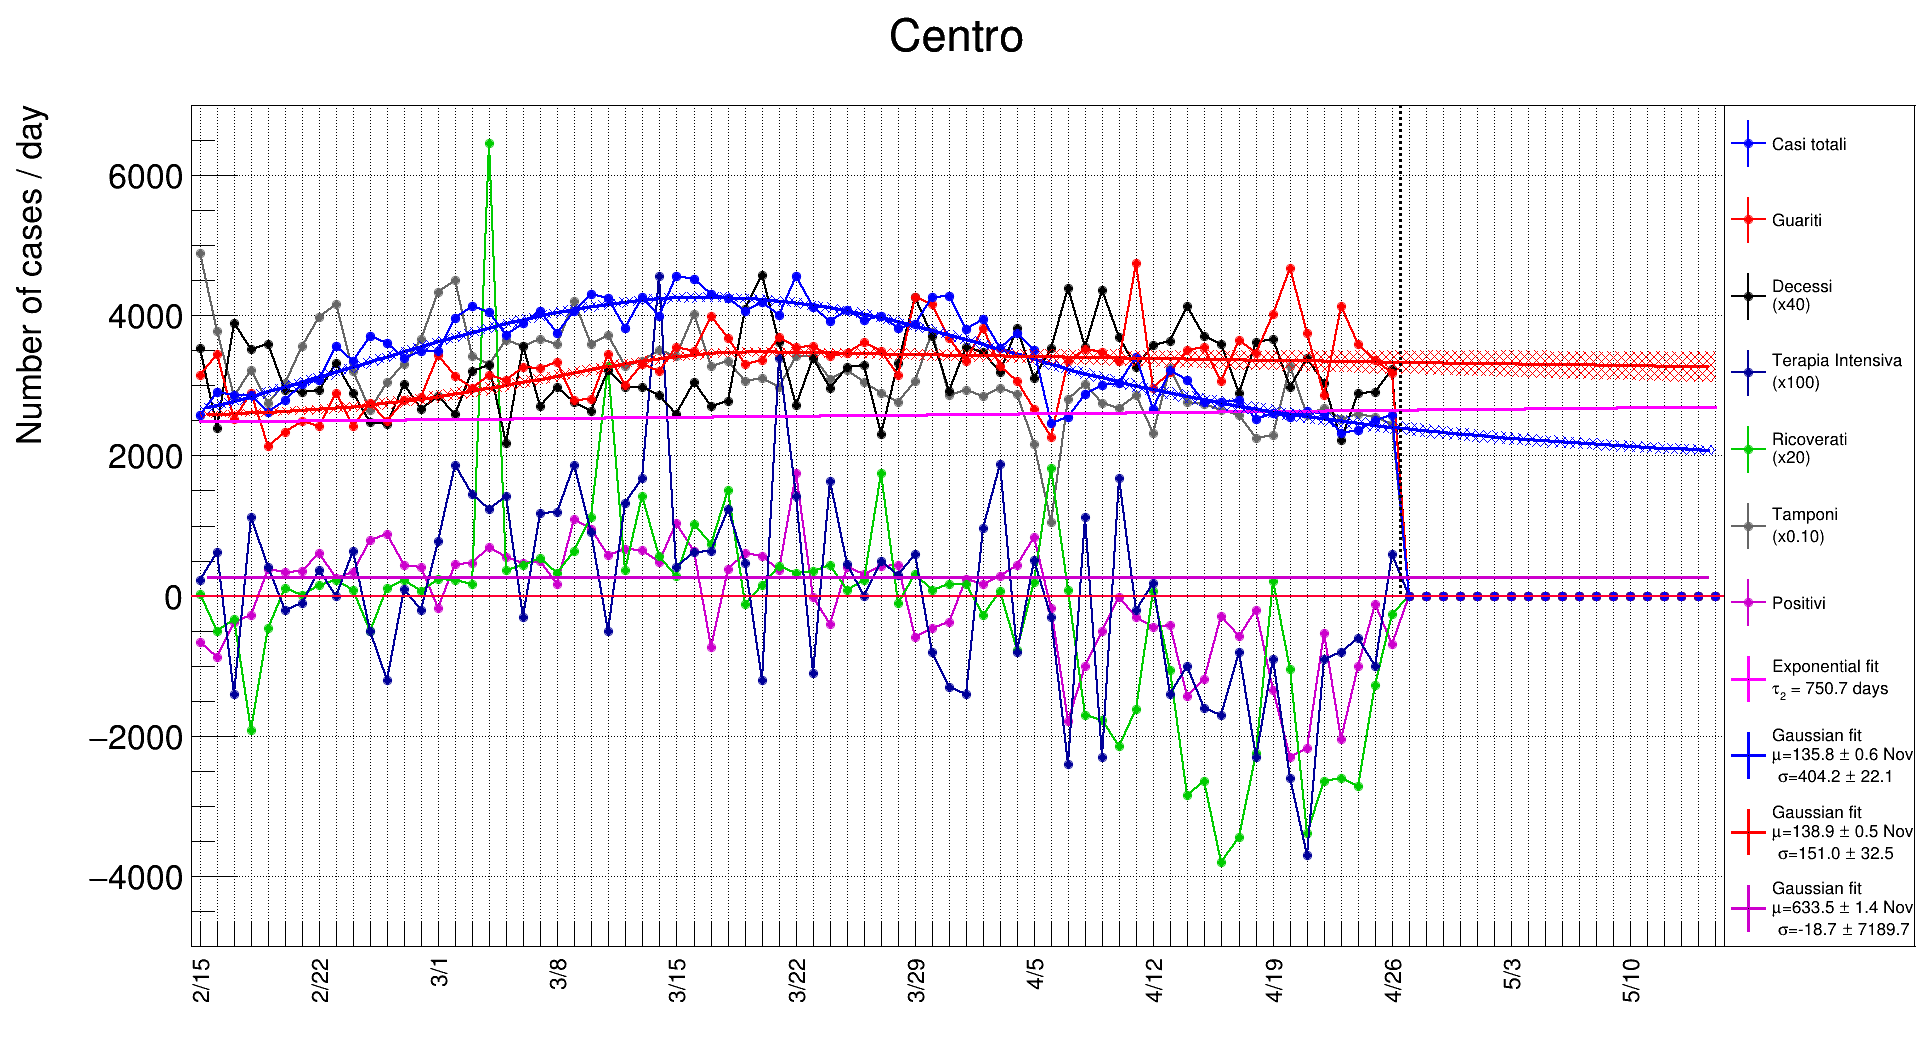 Centro
Number of cases / day
6000
4000
2000
0
−2000
−4000
2/15
2/22
3/1
3/8
3/15
3/22
3/29
4/5
4/12
4/19
4/26
5/3
5/10
Casi totali
Guariti
Decessi
(x40)
Terapia Intensiva
(x100)
Ricoverati
(x20)
Tamponi
(x0.10)
Positivi
Exponential fit
τ2 = 750.7 days
Gaussian fit
μ=135.8 ± 0.6 Nov
σ=404.2 ± 22.1
Gaussian fit
μ=138.9 ± 0.5 Nov
σ=151.0 ± 32.5
Gaussian fit
μ=633.5 ± 1.4 Nov
σ=-18.7 ± 7189.7